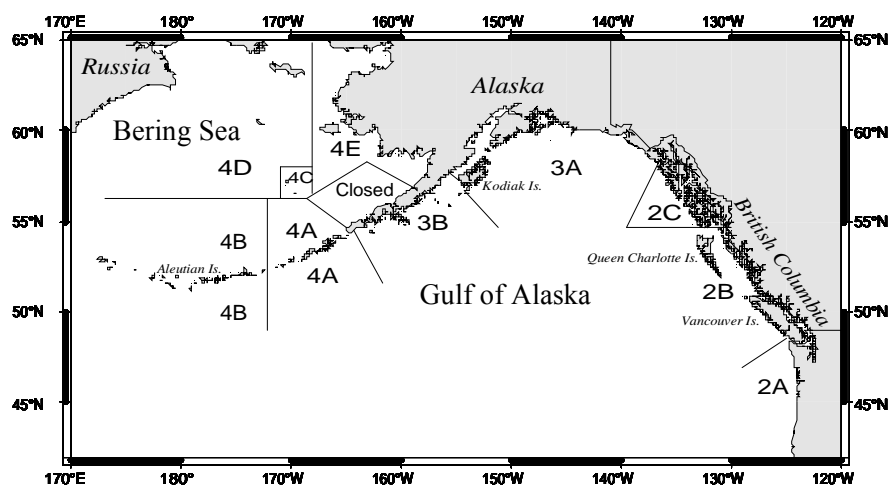 170°E 180° 170°W 160°W 150°W 140°W 130°W 120°W
65°N 65°N
Russia
Alaska
60°N 60°N
Bering Sea
4E
4D
4C
3A
Closed
Kodiak Is.
55°N 55°N
2C
3B
4A
4B
British Columbia
Queen Charlotte Is.
Aleutian Is.
4A
Gulf of Alaska
2B
50°N 50°N
4B
Vancouver Is.
2A
45°N 45°N
170°E 180° 170°W 160°W 150°W 140°W 130°W 120°W